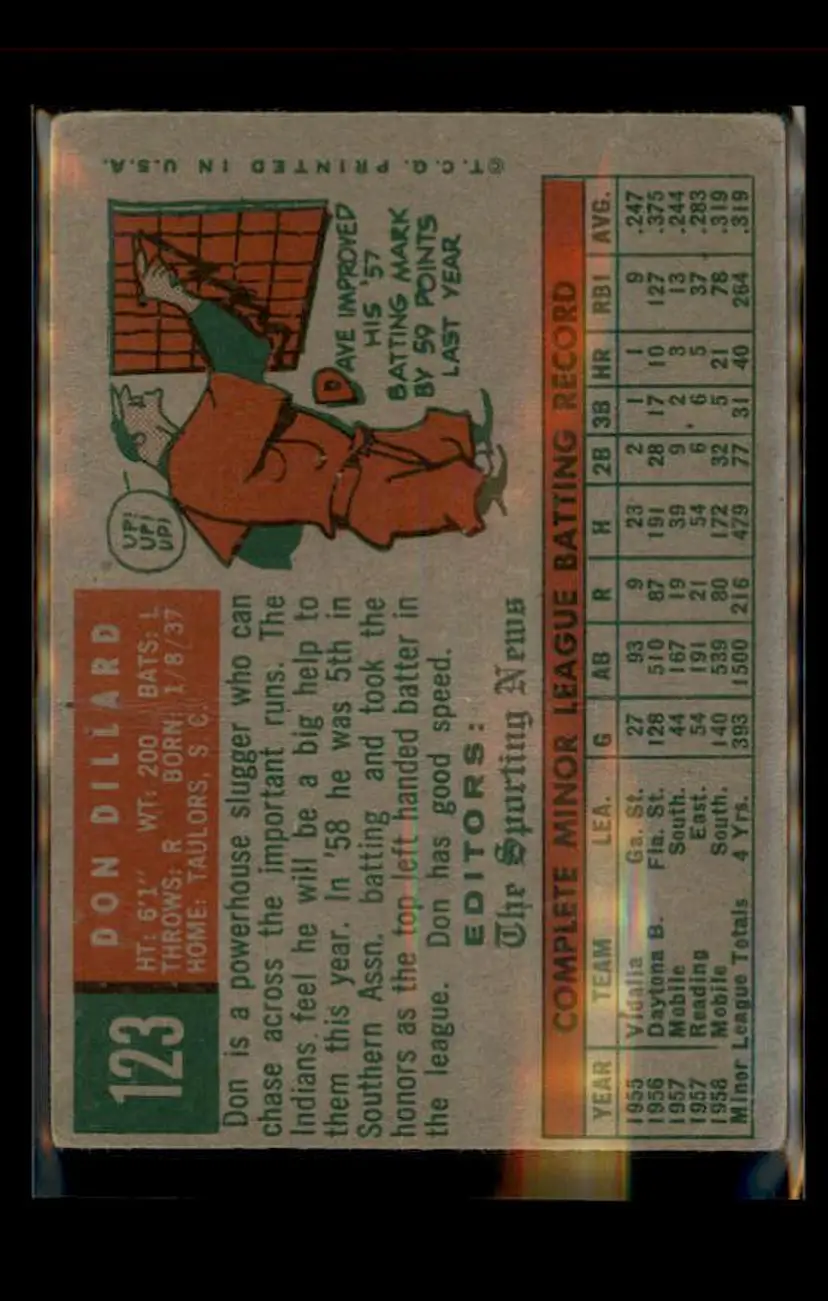 123
DON DILLARD
HT: 6'1" WT: 200 BATS: L
THROWS: R BORN: 1/8/37
HOME: TAULORS, S. C.
Don is a powerhouse slugger who can
chase across the important runs. The
Indians feel he will be a big help to
them this year. In '58 he was 5th in
Southern Assn. batting and took the
honors as the top left handed batter in
the league. Don has good speed.
EDITORS:
The Sporting News
UP!
UP!
UP!
DAVE IMPROVED
HIS '57
BATTING MARK
BY 59 POINTS
LAST YEAR
©T.C.G. PRINTED IN U.S.A.
COMPLETE MINOR LEAGUE BATTING RECORD
YEAR TEAM LEA. G AB R H 2B 3B HR RBI AVG.
1955 Vidalia Ga. St. 27 93 9 23 2 1 1 9 .247
1956 Daytona B. Fla. St. 128 510 87 191 28 17 10 127 .375
1957 Mobile South. 44 167 19 39 9 2 3 13 .244
1957 Reading East. 54 191 21 54 6 6 5 37 .283
1958 Mobile South. 140 539 80 172 32 5 21 78 .319
Minor League Totals 4 Yrs. 393 1500 216 479 77 31 40 264 .319